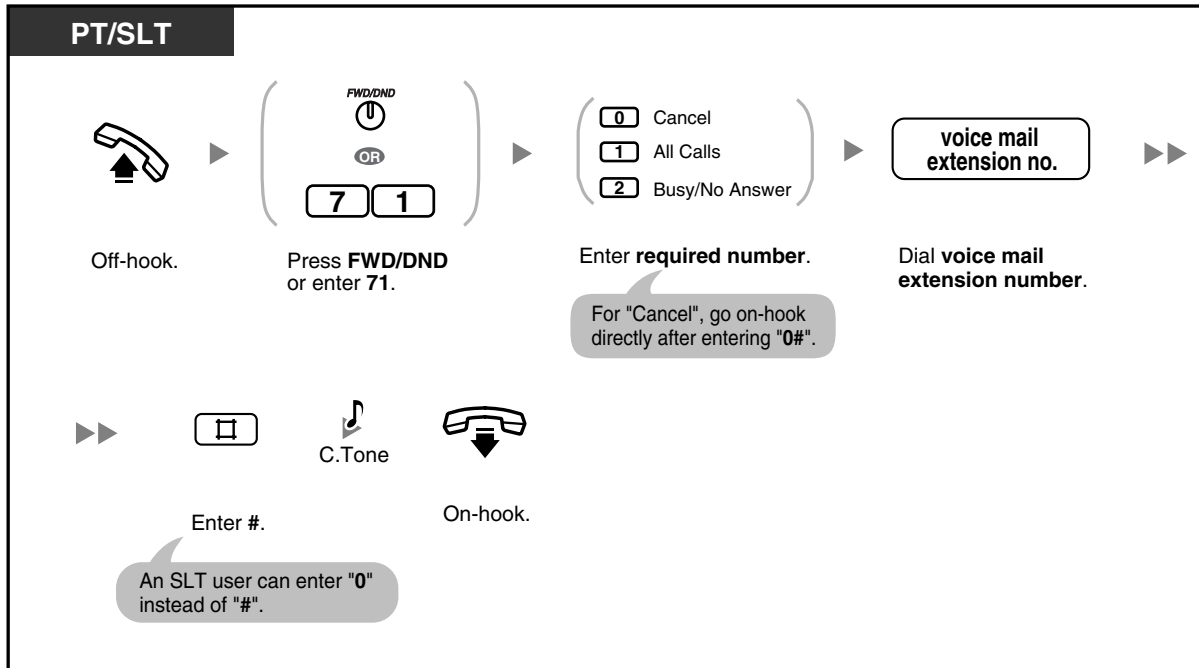 PT/SLT
FWD/DND
OR
7 1
0 Cancel
1 All Calls
2 Busy/No Answer
voice mail
extension no.
Off-hook.
Press FWD/DND
or enter 71.
Enter required number.
For "Cancel", go on-hook
directly after entering "0#".
Dial voice mail
extension number.
#
C.Tone
Enter #.
On-hook.
An SLT user can enter "0"
instead of "#".